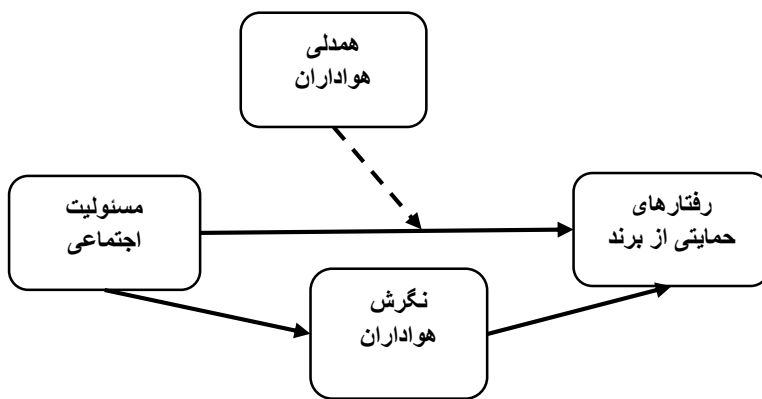 همدلی
هواداران
مسئولیت
اجتماعی
رفتارهای
حمایتی از برند
نگرش
هواداران